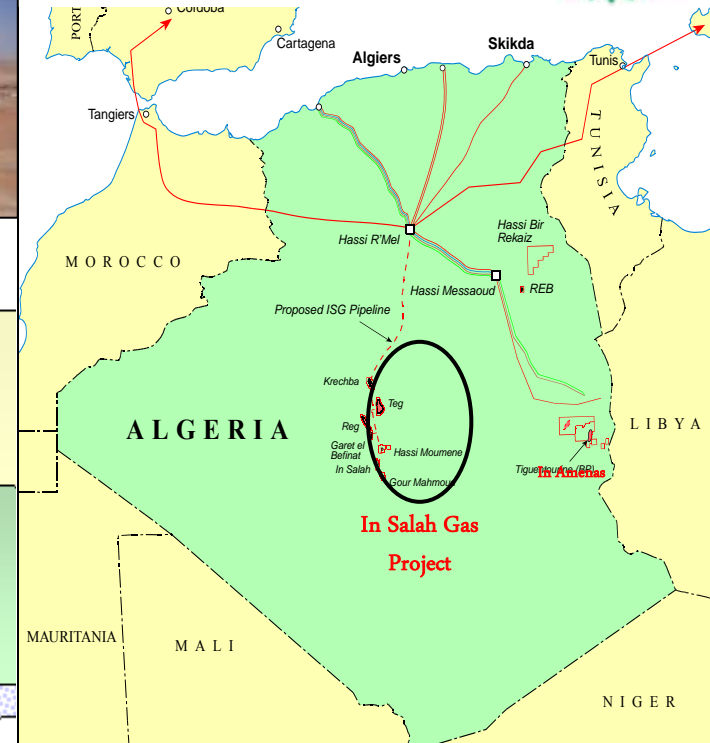 Cordoba
PORT
Cartagena
Algiers
Skikda
Tunis
Tangiers
TUNISIA
Hassi R'Mel
Hassi Bir
Rekaiz
MOROCCO
Hassi Messaoud
REB
Proposed ISG Pipeline
Krechba
Teg
ALGERIA
Reg
LIBYA
Garet el
Befinat
Hassi Moumene
In Salah
In Amenas
Gour Mahmoud
In Salah Gas
Project
MAURITANIA
MALI
NIGER